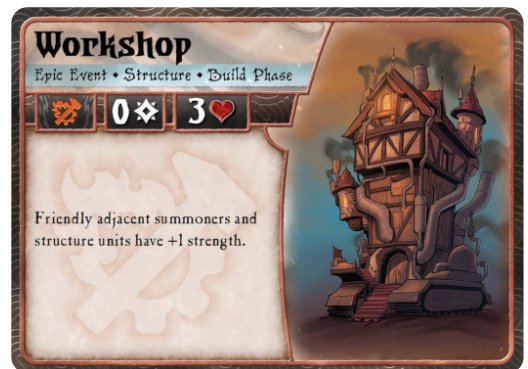 Workshop
Epic Event • Structure • Build Phase
0 3
Friendly adjacent summoners and
structure units have +1 strength.